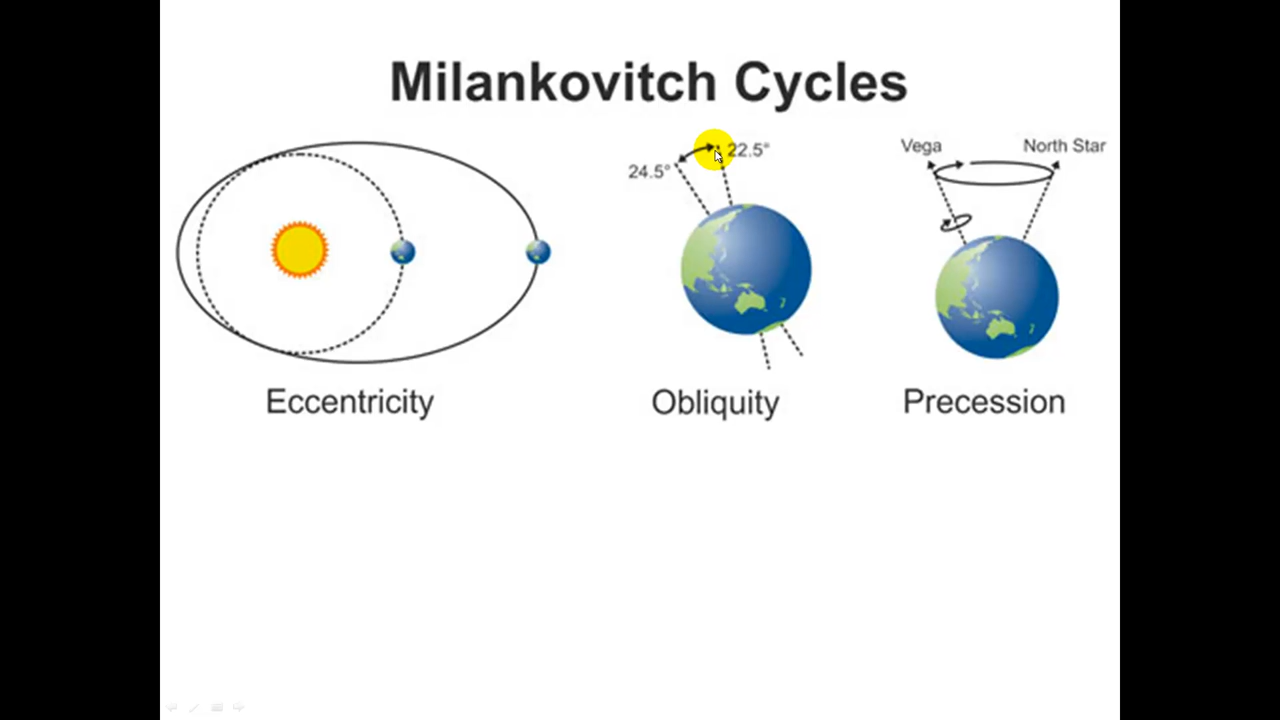 Milankovitch Cycles
24.5°
22.5°
Vega
North Star
Eccentricity
Obliquity
Precession